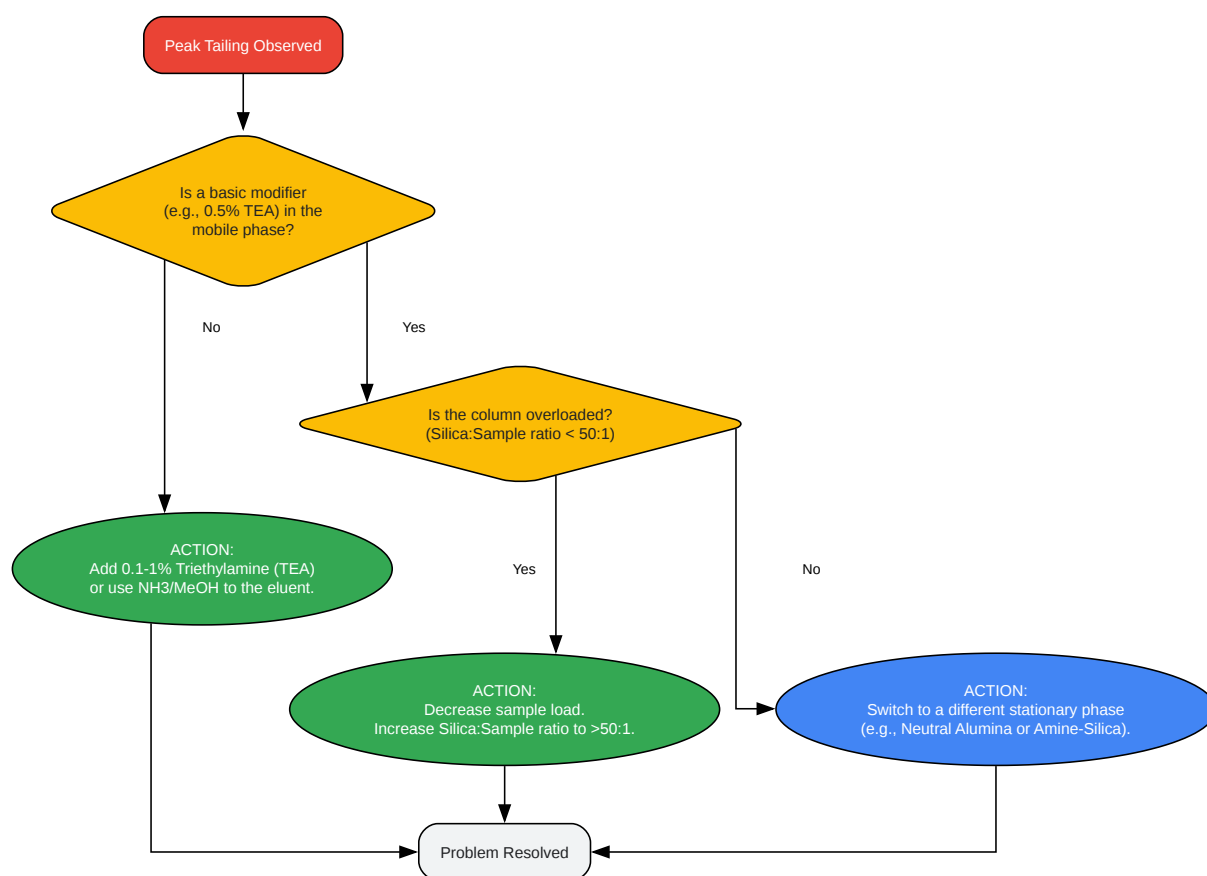 Peak Tailing Observed
Is a basic modifier
(e.g., 0.5% TEA) in the
mobile phase?
No
Yes
Is the column overloaded?
(Silica:Sample ratio < 50:1)
ACTION:
Add 0.1-1% Triethylamine (TEA)
or use NH3/MeOH to the eluent.
Yes
No
ACTION:
Decrease sample load.
Increase Silica:Sample ratio to >50:1.
ACTION:
Switch to a different stationary phase
(e.g., Neutral Alumina or Amine-Silica).
Problem Resolved